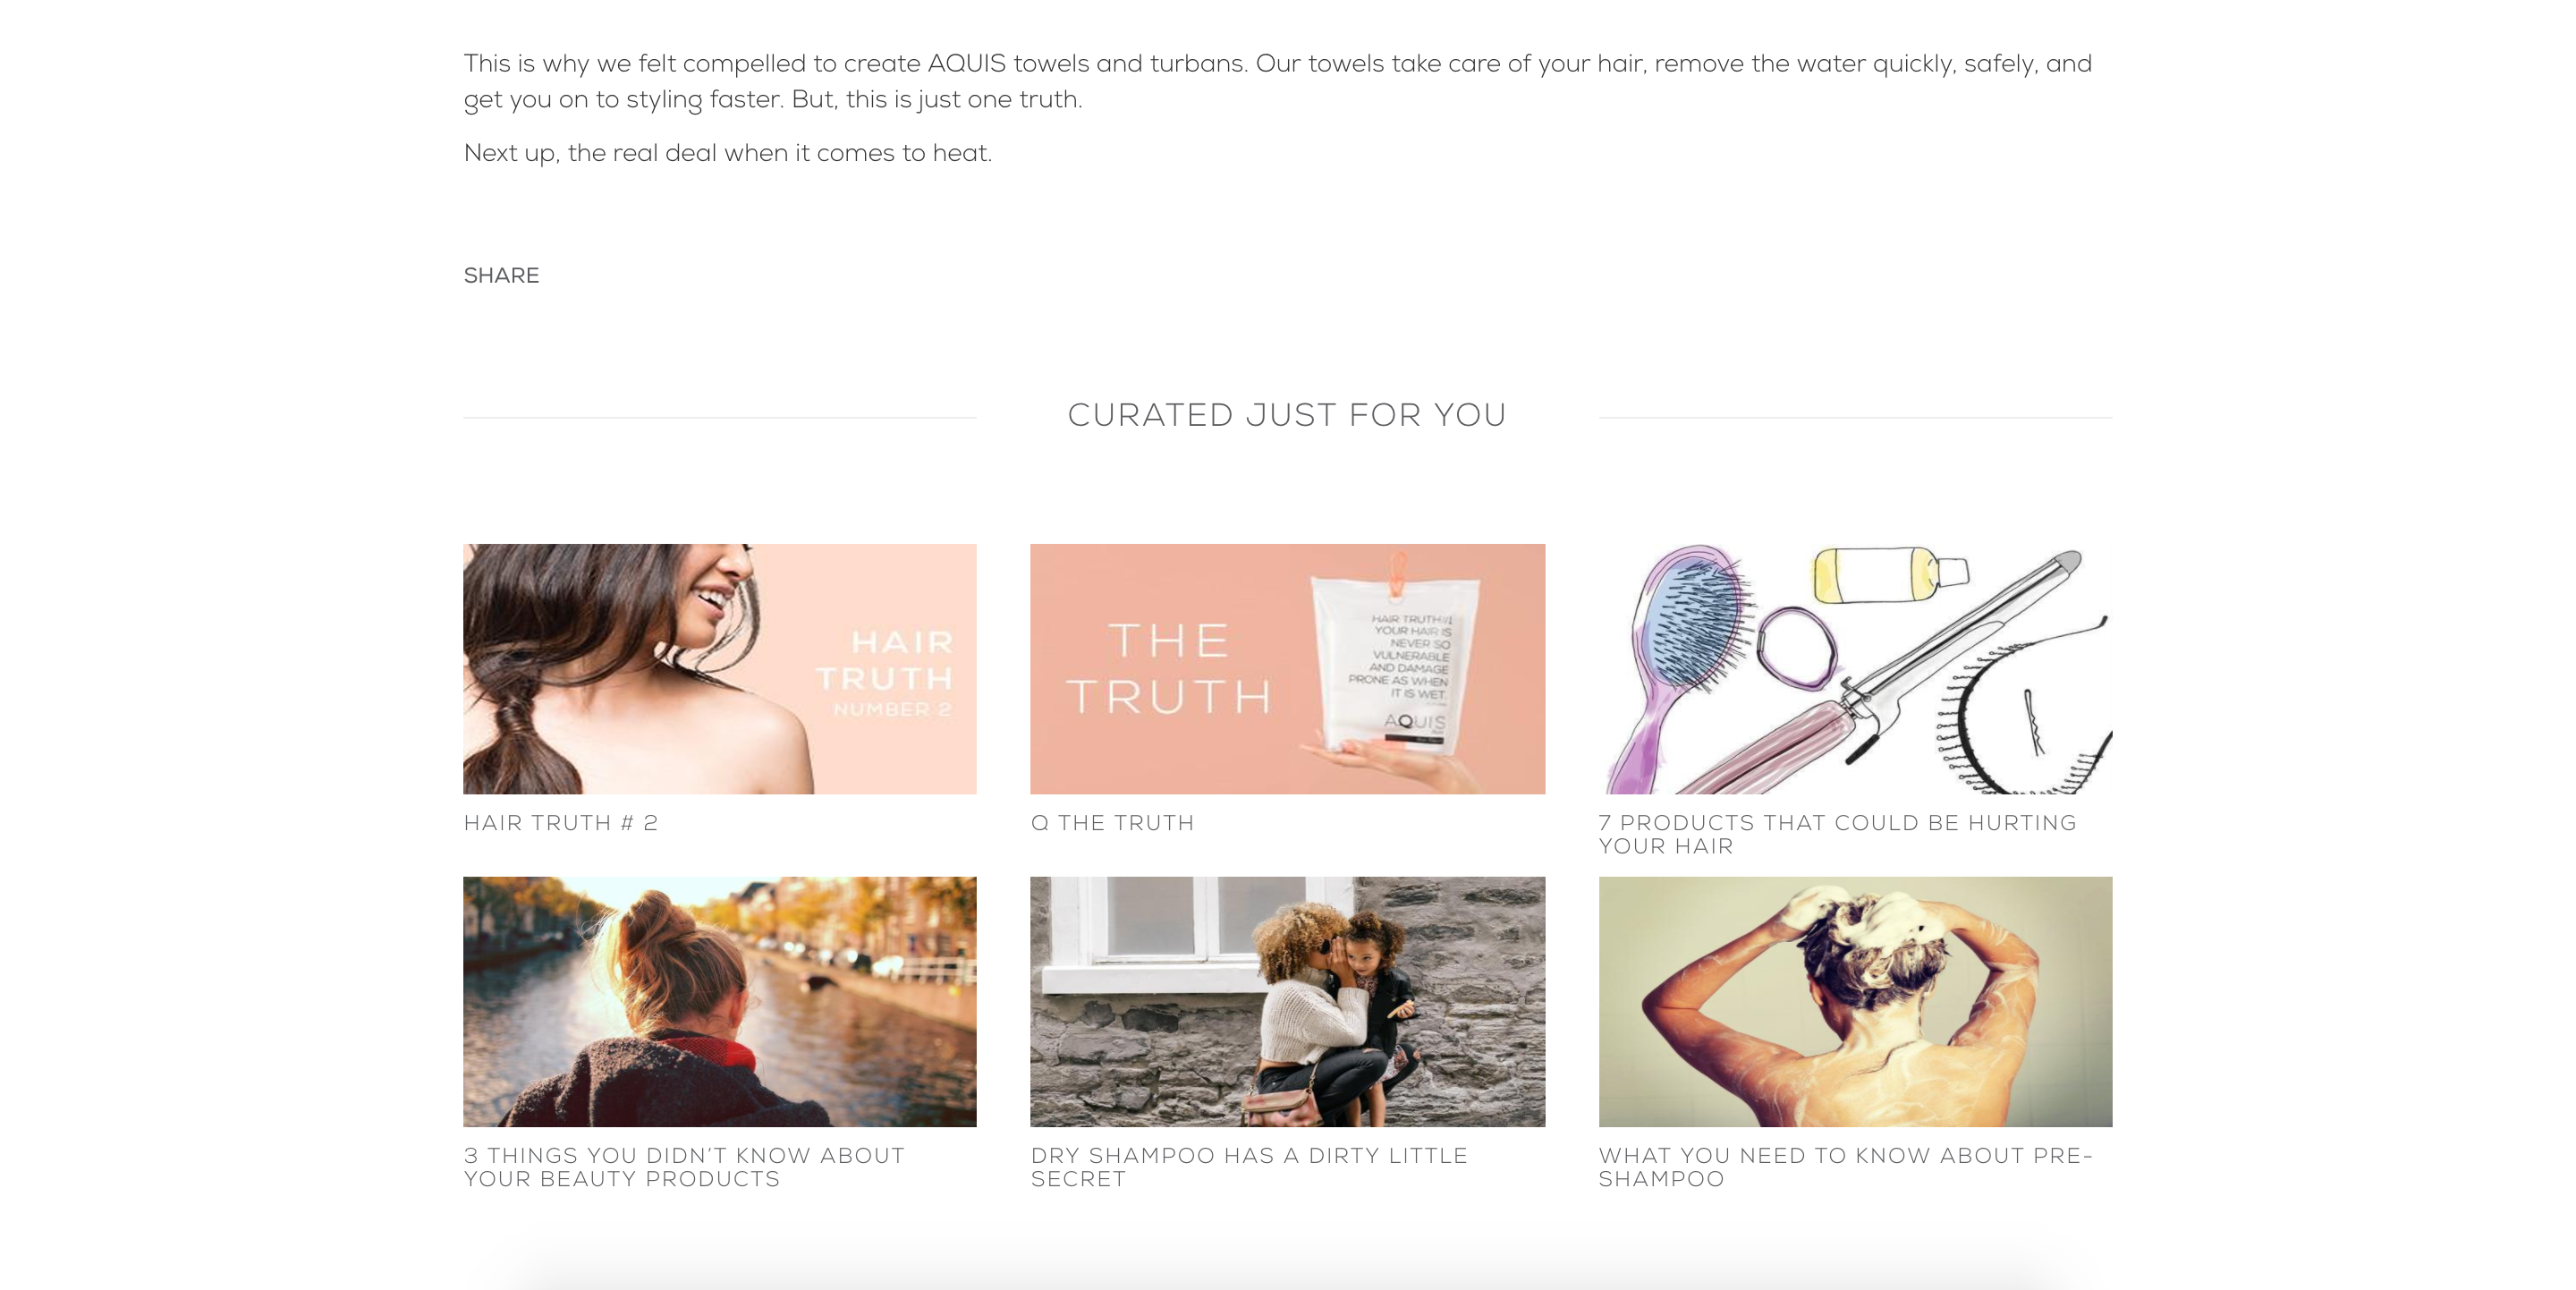 This is why we felt compelled to create AQUIS towels and turbans. Our towels take care of your hair, remove the water quickly, safely, and
get you on to styling faster. But, this is just one truth.
Next up, the real deal when it comes to heat.
SHARE
CURATED JUST FOR YOU
HAIR
TRUTH
NUMBER 2
HAIR TRUTH # 2
THE
TRUTH
HAIR TRUTH #1
YOUR HAIR IS
NEVER SO
VULNERABLE
AND DAMAGE
PRONE AS WHEN
IT IS WET.
AQUIS
Q THE TRUTH
7 PRODUCTS THAT COULD BE HURTING
YOUR HAIR
3 THINGS YOU DIDN'T KNOW ABOUT
YOUR BEAUTY PRODUCTS
DRY SHAMPOO HAS A DIRTY LITTLE
SECRET
WHAT YOU NEED TO KNOW ABOUT PRE-
SHAMPOO